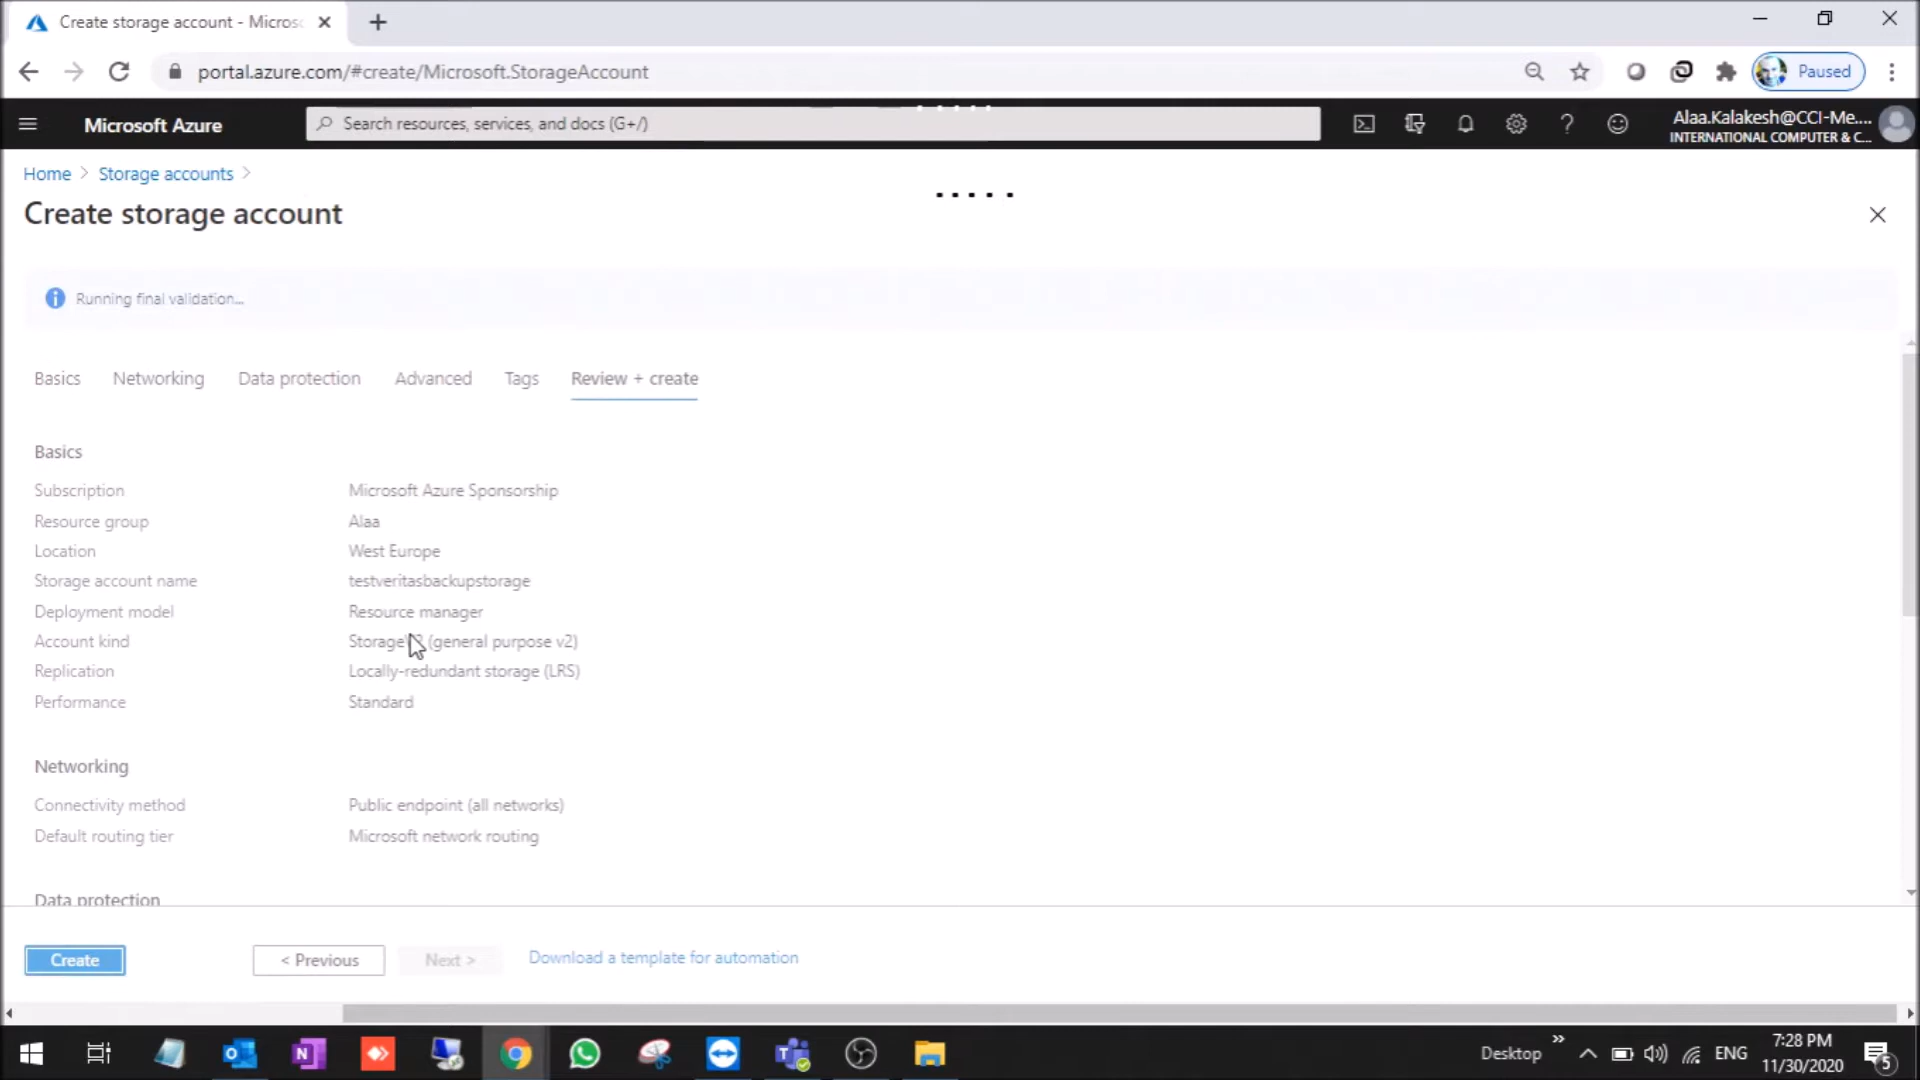 Create storage account - Micros
portal.azure.com/#create/Microsoft.StorageAccount
Paused
Microsoft Azure
Search resources, services, and docs (G+/)
Alaa.Kalakesh@CCI-Me....
INTERNATIONAL COMPUTER & C...
Home > Storage accounts >
Create storage account
Running final validation...
Basics Networking Data protection Advanced Tags Review + create
Basics
Subscription Microsoft Azure Sponsorship
Resource group Alaa
Location West Europe
Storage account name testveritasbackupstorage
Deployment model Resource manager
Account kind StorageV2 (general purpose v2)
Replication Locally-redundant storage (LRS)
Performance Standard
Networking
Connectivity method Public endpoint (all networks)
Default routing tier Microsoft network routing
Data protection
Create < Previous Next > Download a template for automation
Desktop » ENG 7:28 PM
11/30/2020
5